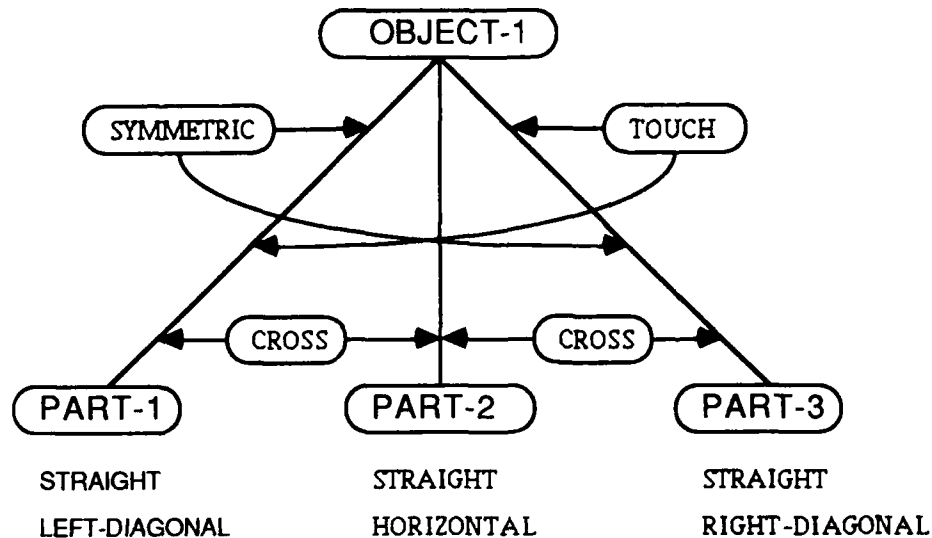 OBJECT-1
SYMMETRIC TOUCH
CROSS CROSS
PART-1 PART-2 PART-3
STRAIGHT STRAIGHT STRAIGHT
LEFT-DIAGONAL HORIZONTAL RIGHT-DIAGONAL